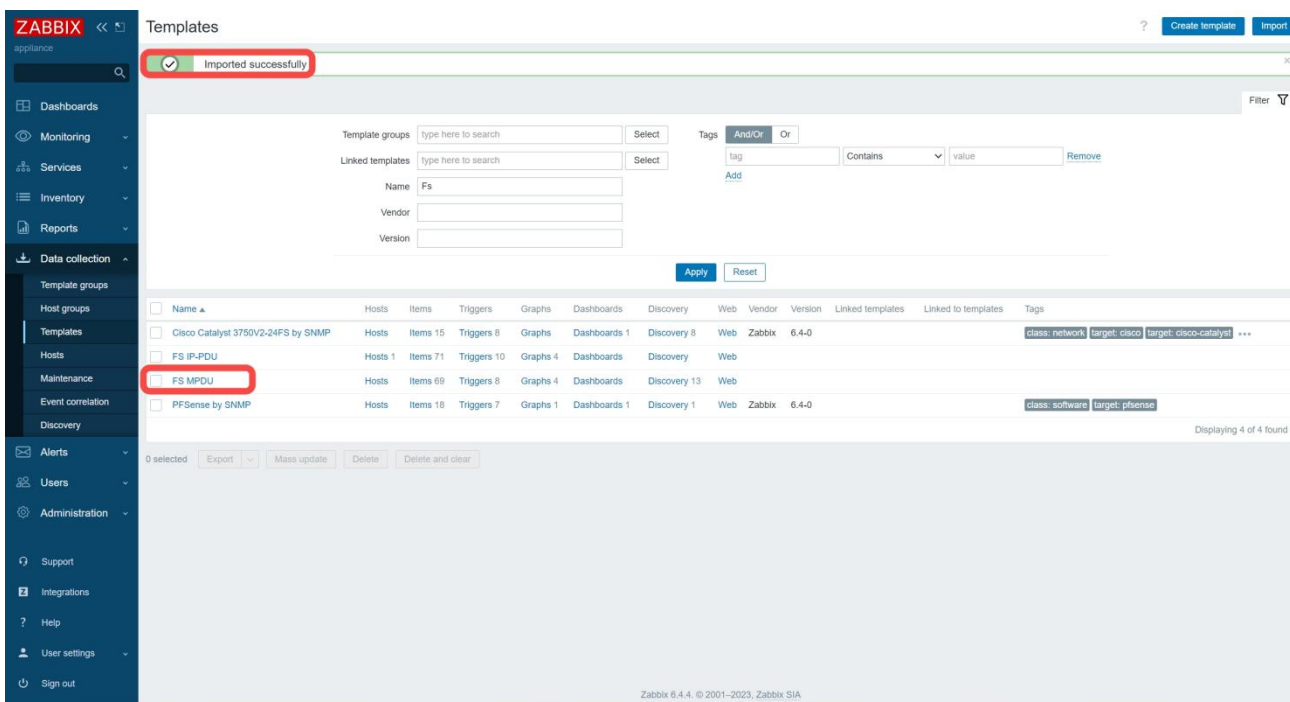 ZABBIX
appliance
Templates
? Create template Import
Imported successfully
Dashboards
Monitoring
Services
Inventory
Reports
Data collection
Template groups
Host groups
Templates
Hosts
Maintenance
Event correlation
Discovery
Alerts
Users
Administration
Support
Integrations
? Help
User settings
Sign out
Filter
Template groups type here to search Select
Linked templates type here to search Select
Name Fs
Vendor
Version
Tags And/Or Or
tag Contains value Remove
Add
Apply Reset
Name Hosts Items Triggers Graphs Dashboards Discovery Web Vendor Version Linked templates Linked to templates Tags
Cisco Catalyst 3750V2-24FS by SNMP Hosts Items 15 Triggers 8 Graphs Dashboards 1 Discovery 8 Web Zabbix 6.4-0 class: network target: cisco target: cisco-catalyst •••
FS IP-PDU Hosts 1 Items 71 Triggers 10 Graphs 4 Dashboards Discovery Web
FS MPDU Hosts Items 69 Triggers 8 Graphs 4 Dashboards Discovery 13 Web
PFSense by SNMP Hosts Items 18 Triggers 7 Graphs 1 Dashboards 1 Discovery 1 Web Zabbix 6.4-0 class: software target: pfsense
Displaying 4 of 4 found
0 selected Export Mass update Delete Delete and clear
Zabbix 6.4.4. © 2001–2023, Zabbix SIA